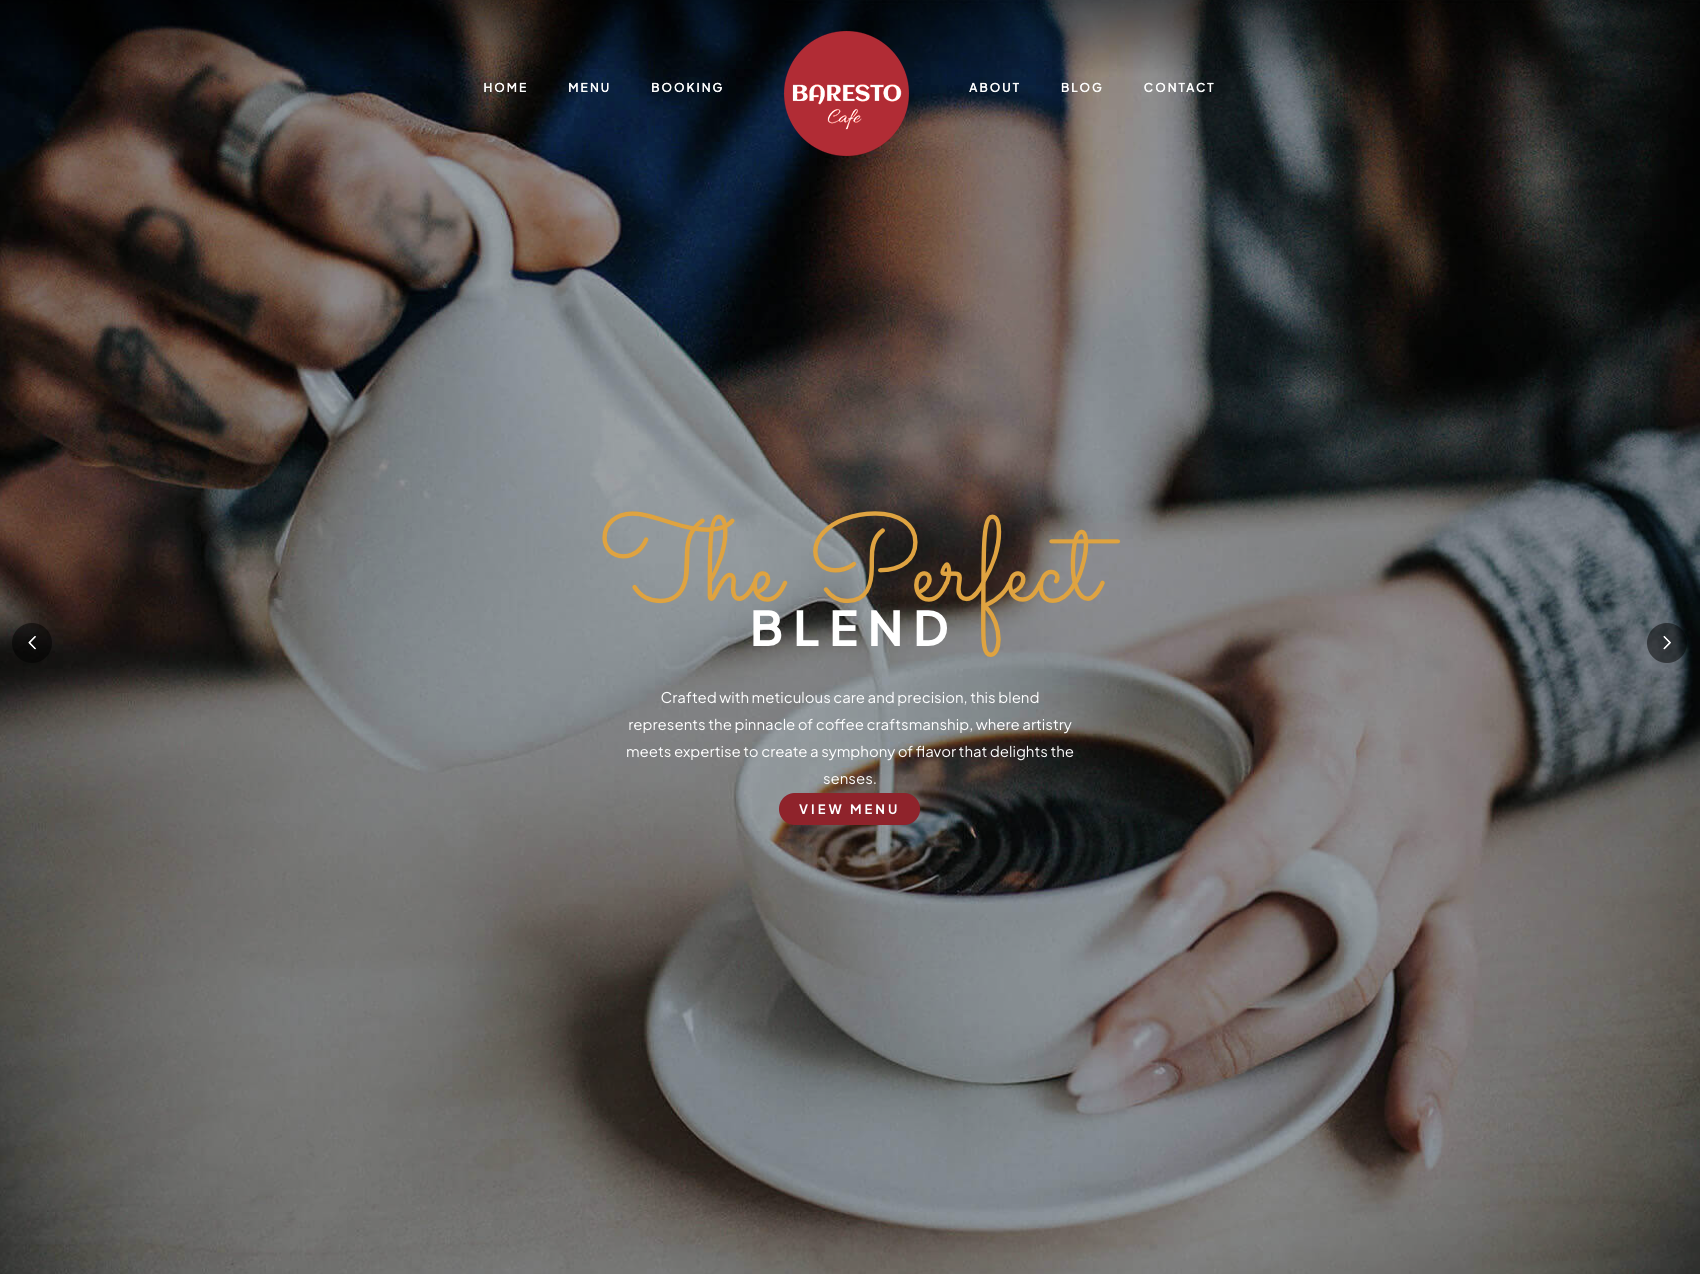 HOME MENU BOOKING
BARESTO
Cafe
ABOUT BLOG CONTACT
The Perfect
BLEND
Crafted with meticulous care and precision, this blend
represents the pinnacle of coffee craftsmanship, where artistry
meets expertise to create a symphony of flavor that delights the
senses.
VIEW MENU